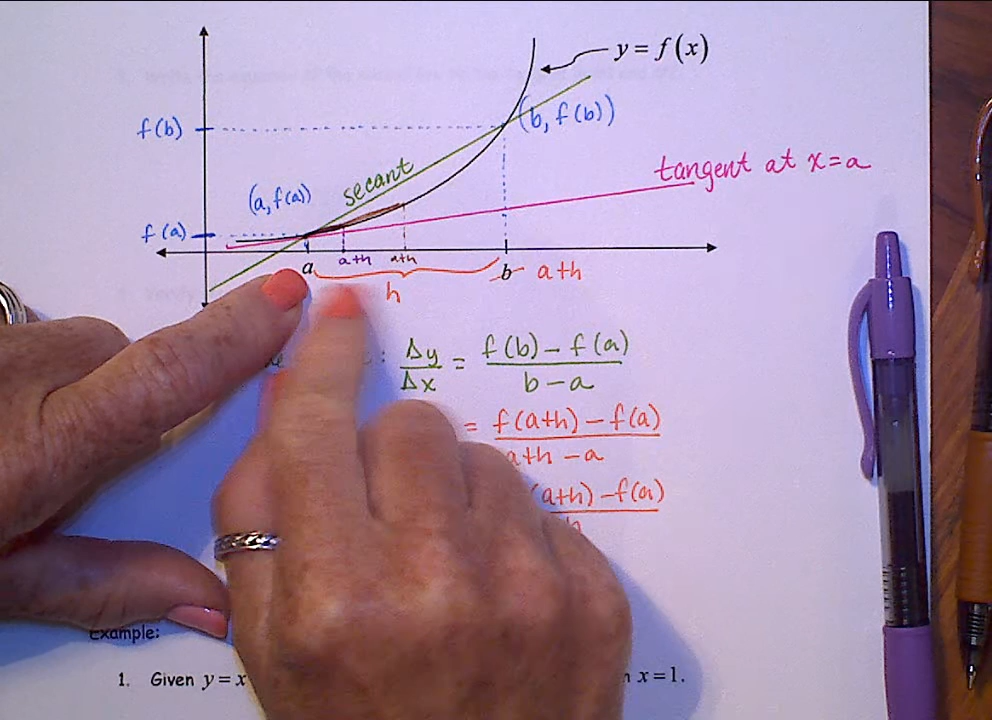 y = f(x)
(b, f(b))
f(b)
secant
tangent at x=a
(a, f(a))
f(a)
a a+h a+h b a+h
h
: Δy/Δx = f(b) − f(a) / b − a
= f(a+h) − f(a) / a+h − a
(a+h) − f(a) / h
Example:
1. Given y = x x = 1.